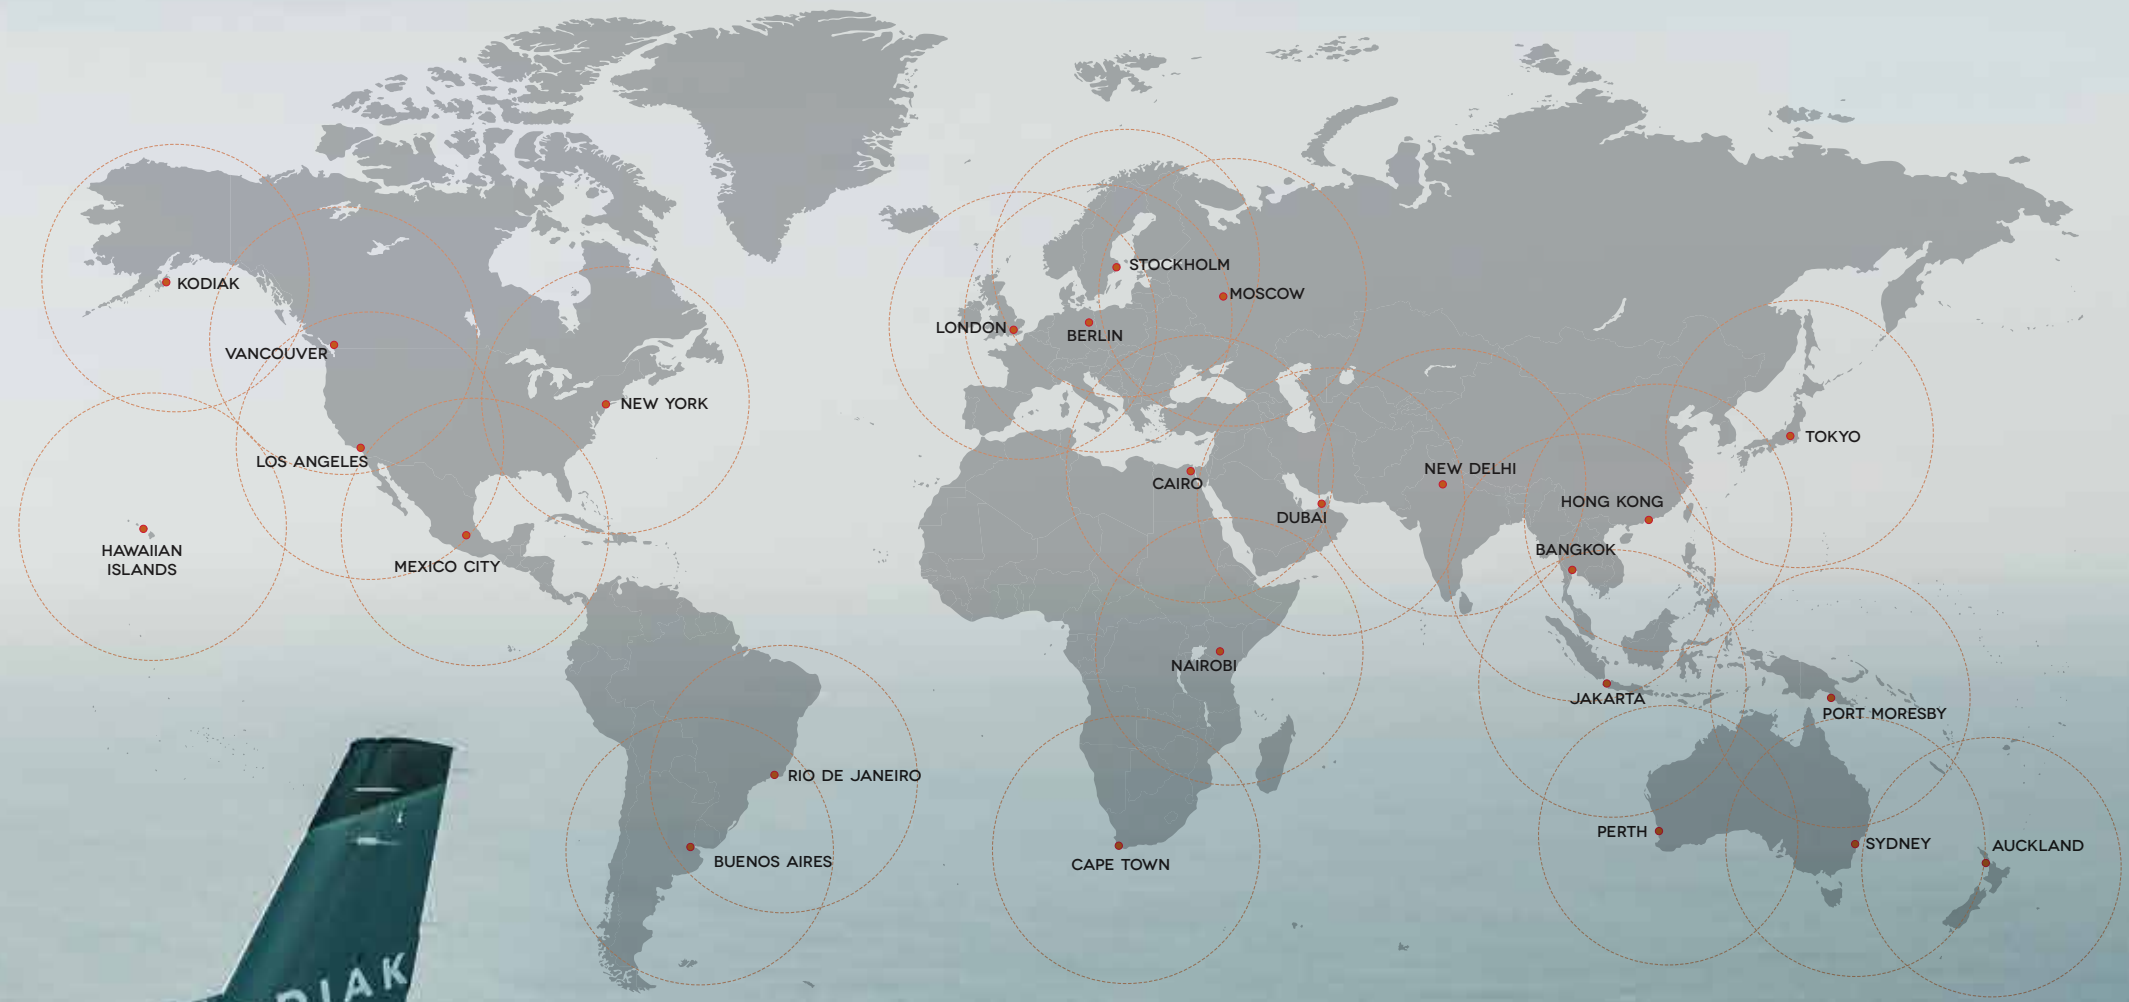 STOCKHOLM
KODIAK
MOSCOW
LONDON
BERLIN
VANCOUVER
NEW YORK
TOKYO
LOS ANGELES
NEW DELHI
CAIRO
HONG KONG
DUBAI
HAWAIIAN
ISLANDS
BANGKOK
MEXICO CITY
NAIROBI
JAKARTA
PORT MORESBY
RIO DE JANEIRO
PERTH
SYDNEY
AUCKLAND
BUENOS AIRES
CAPE TOWN
DIAK